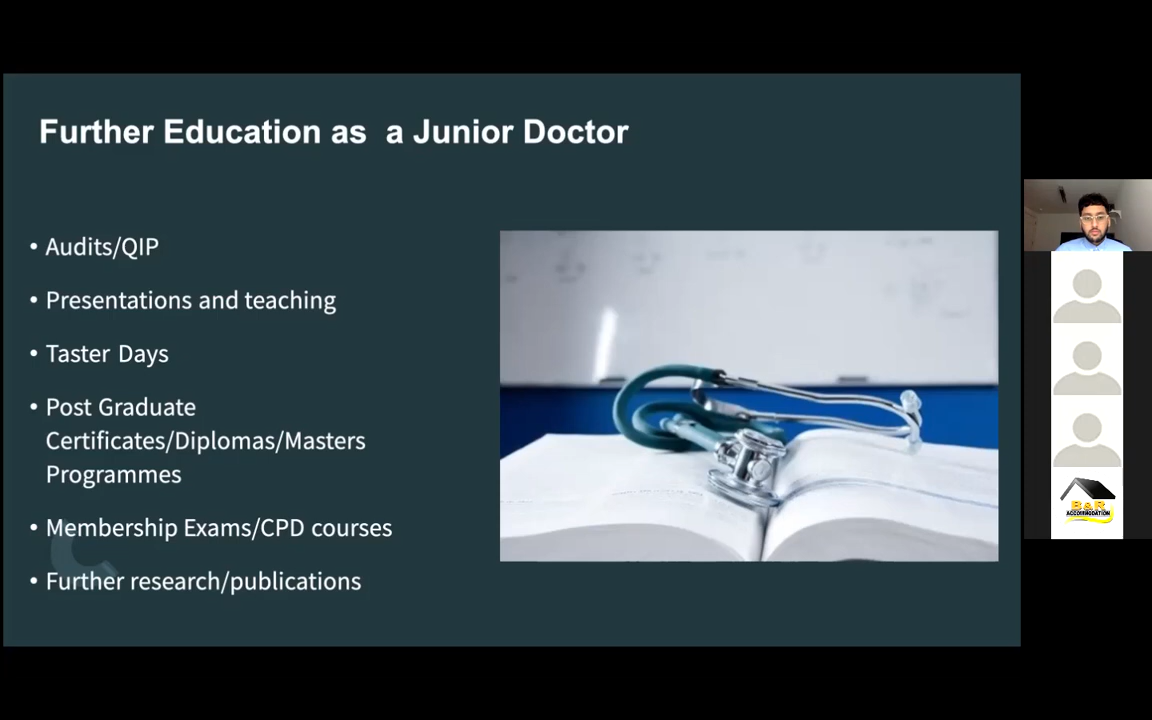 Further Education as  a Junior Doctor
• Audits/QIP
• Presentations and teaching
• Taster Days
• Post Graduate
Certificates/Diplomas/Masters
Programmes
• Membership Exams/CPD courses
• Further research/publications
B&R
ACCOMMODATION